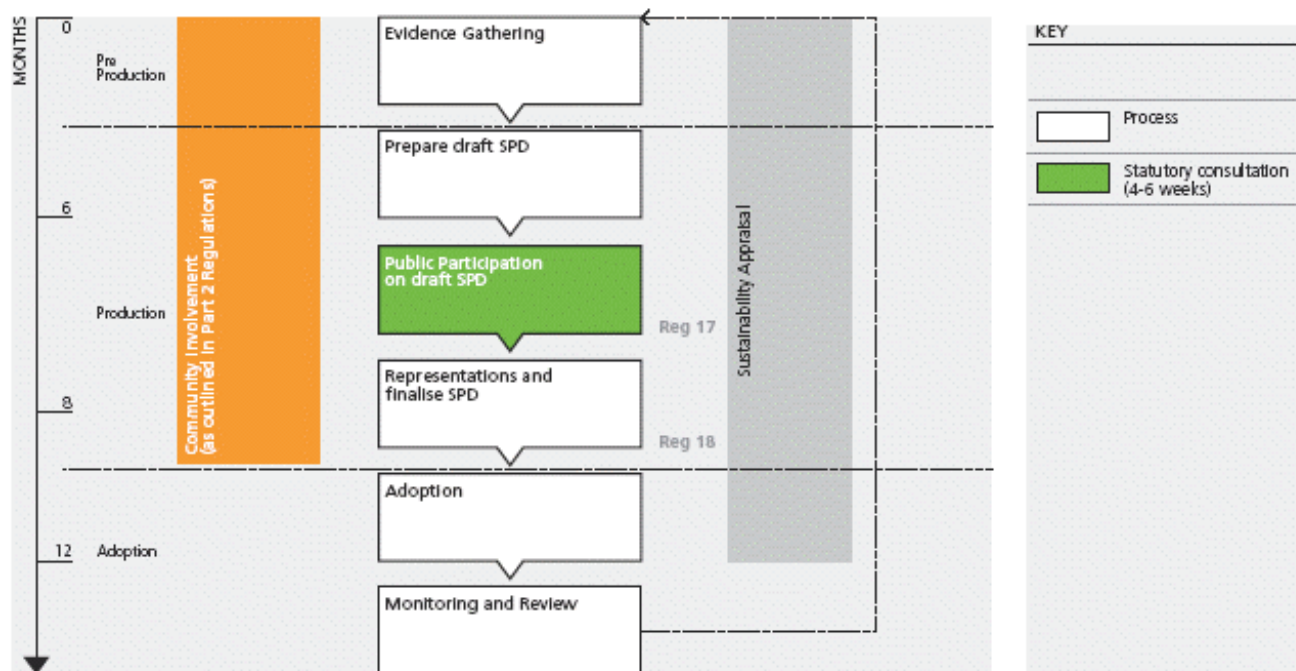 MONTHS
0
Pre
Production
6
Production
8
12
Adoption
Community Involvement
(as outlined in Part 2 Regulations)
Evidence Gathering
Prepare draft SPD
Public Participation
on draft SPD
Reg 17
Representations and
finalise SPD
Reg 18
Adoption
Monitoring and Review
Sustainability Appraisal
KEY
Process
Statutory consultation
(4-6 weeks)